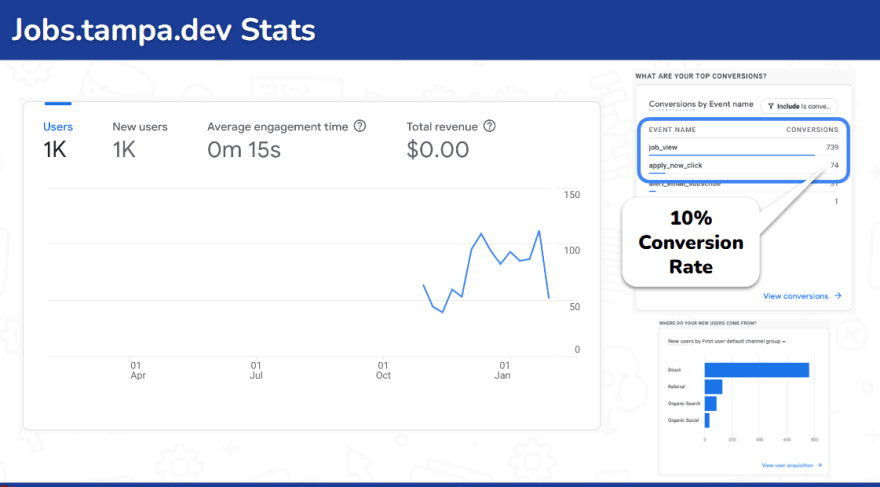 Jobs.tampa.dev Stats
Users
1K
New users
1K
Average engagement time
0m 15s
Total revenue
$0.00
150
100
50
0
01
Apr
01
Jul
01
Oct
01
Jan
WHAT ARE YOUR TOP CONVERSIONS?
Conversions by Event name
Include is conve..
EVENT NAME CONVERSIONS
job_view 739
apply_now_click 74
alert_email_subscribe 31
1
10%
Conversion
Rate
View conversions →
WHERE DO YOUR NEW USERS COME FROM?
New users by First user default channel group
Direct
Referral
Organic Search
Organic Social
0 200 400 600 800
View user acquisition →